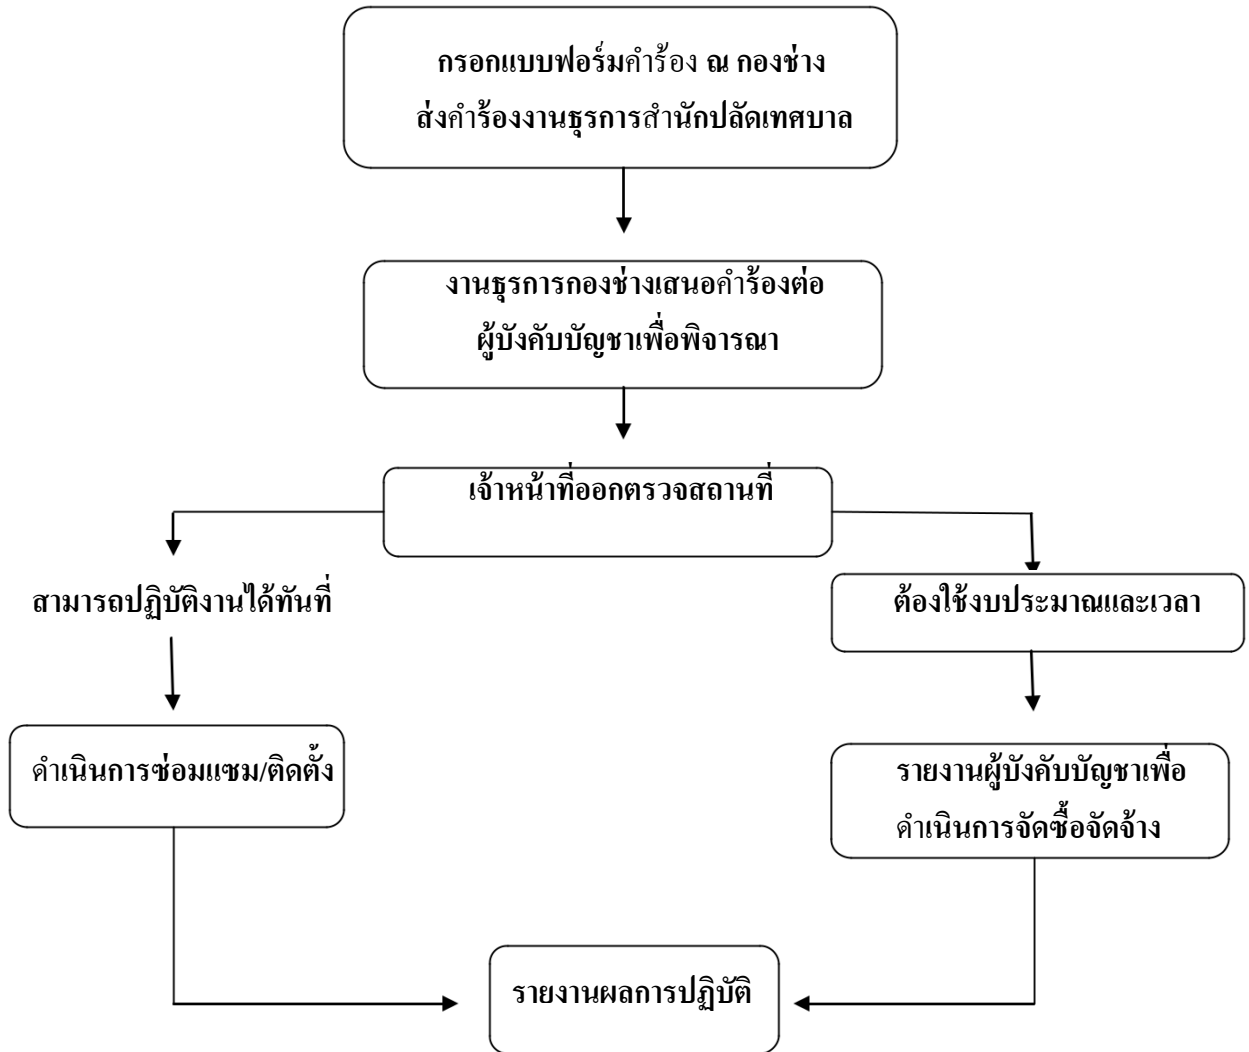 กรอกแบบฟอร์มคำร้อง ณ กองช่าง
ส่งคำร้องงานธุรการสำนักปลัดเทศบาล
งานธุรการกองช่างเสนอคำร้องต่อ
ผู้บังคับบัญชาเพื่อพิจารณา
เจ้าหน้าที่ออกตรวจสถานที่
สามารถปฏิบัติงานได้ทันที่
ต้องใช้งบประมาณและเวลา
ดำเนินการซ่อมแซม/ติดตั้ง
รายงานผู้บังคับบัญชาเพื่อ
ดำเนินการจัดซื้อจัดจ้าง
รายงานผลการปฏิบัติ